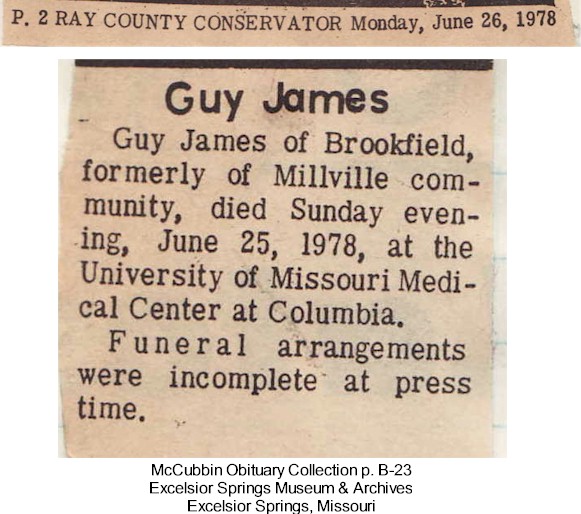 P. 2 RAY COUNTY CONSERVATOR Monday, June 26, 1978
Guy James
Guy James of Brookfield,
formerly of Millville com-
munity, died Sunday even-
ing, June 25, 1978, at the
University of Missouri Medi-
cal Center at Columbia.
Funeral arrangements
were incomplete at press
time.
McCubbin Obituary Collection p. B-23
Excelsior Springs Museum & Archives
Excelsior Springs, Missouri